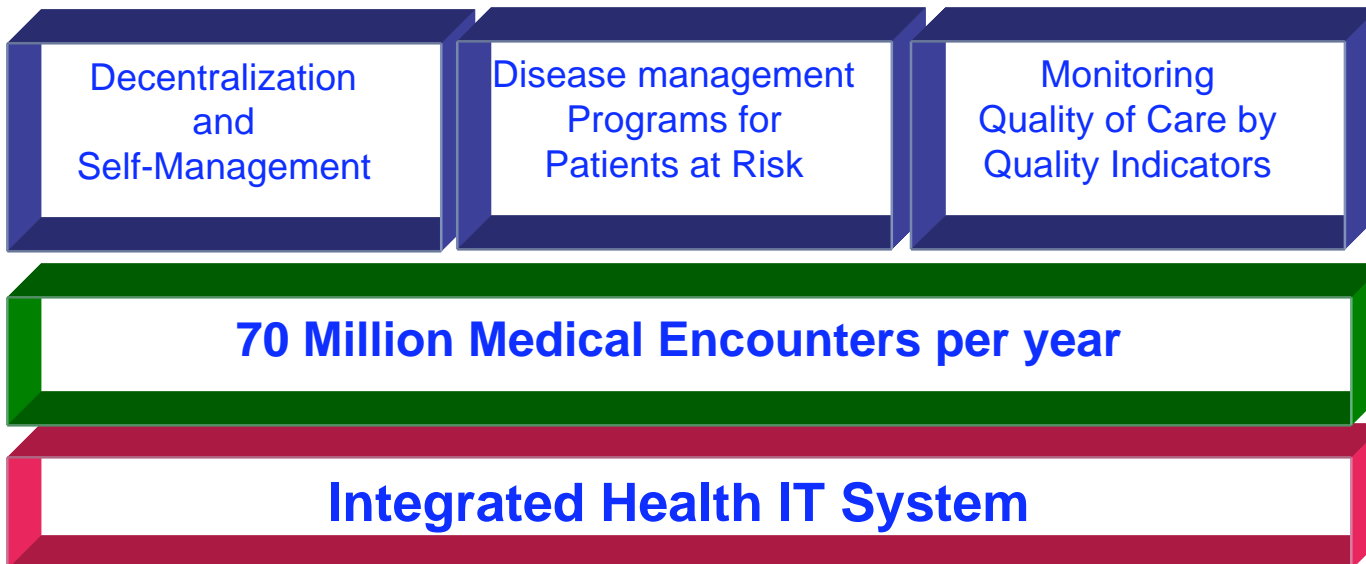 Decentralization
and
Self-Management
Disease management
Programs for
Patients at Risk
Monitoring
Quality of Care by
Quality Indicators
70 Million Medical Encounters per year
Integrated Health IT System